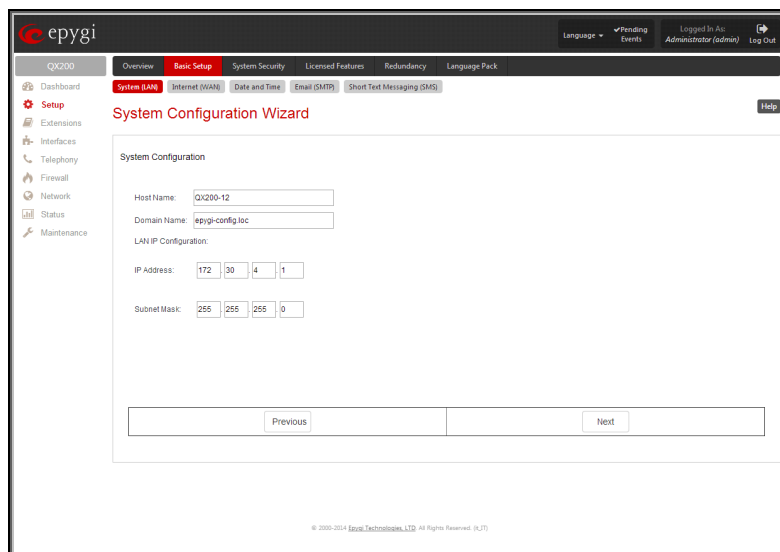 epygi
Language
Pending Events
Logged In As:
Administrator (admin)
Log Out
QX200
Overview
Basic Setup
System Security
Licensed Features
Redundancy
Language Pack
Dashboard
Setup
Extensions
Interfaces
Telephony
Firewall
Network
Status
Maintenance
System (LAN)
Internet (WAN)
Date and Time
Email (SMTP)
Short Text Messaging (SMS)
System Configuration Wizard
Help
System Configuration
Host Name: QX200-12
Domain Name: epygi-config.loc
LAN IP Configuration:
IP Address: 172 . 30 . 4 . 1
Subnet Mask: 255 . 255 . 255 . 0
Previous
Next
© 2000-2014 Epygi Technologies, LTD. All Rights Reserved. (it_IT)